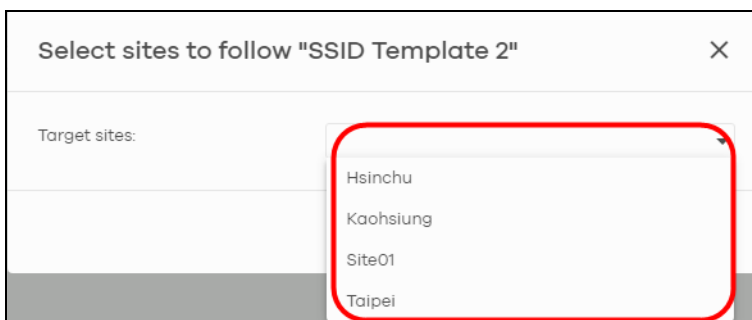 Select sites to follow "SSID Template 2"
Target sites:
Hsinchu
Kaohsiung
Site01
Taipei